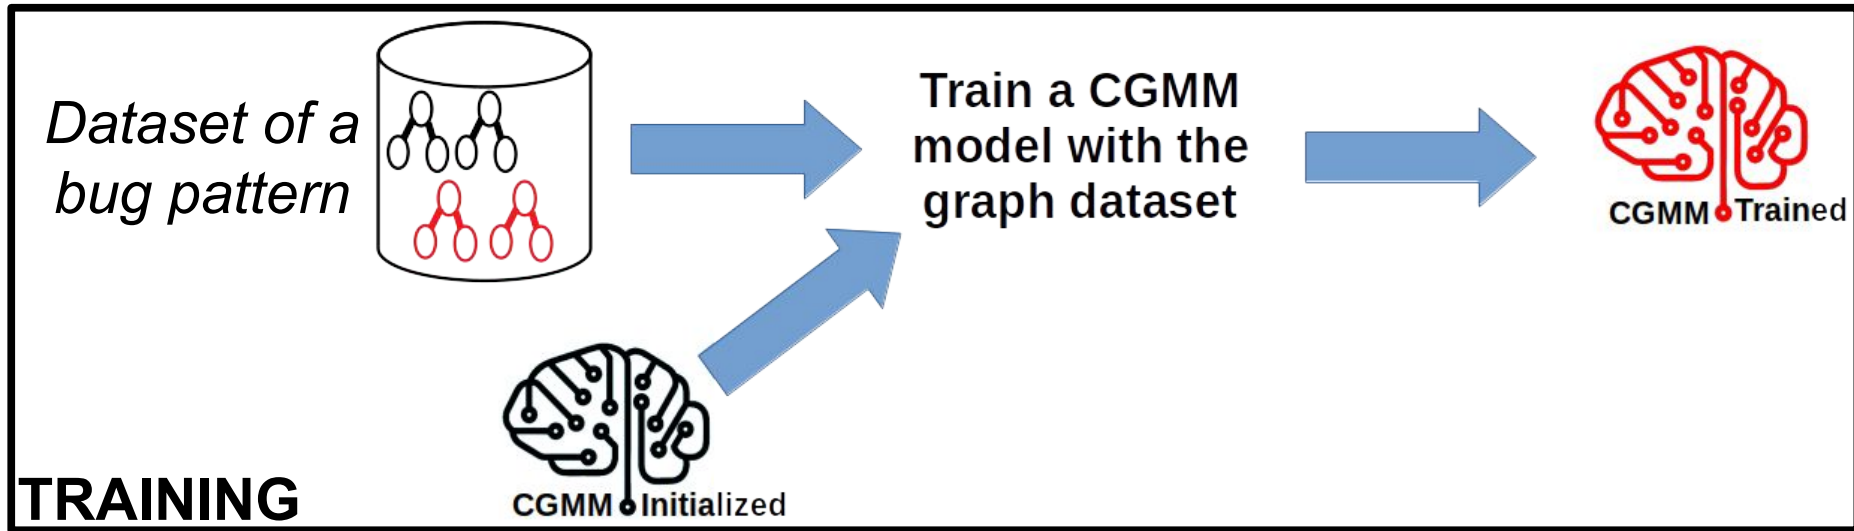 Dataset of a
bug pattern
Train a CGMM
model with the
graph dataset
CGMM Trained
CGMM Initialized
TRAINING